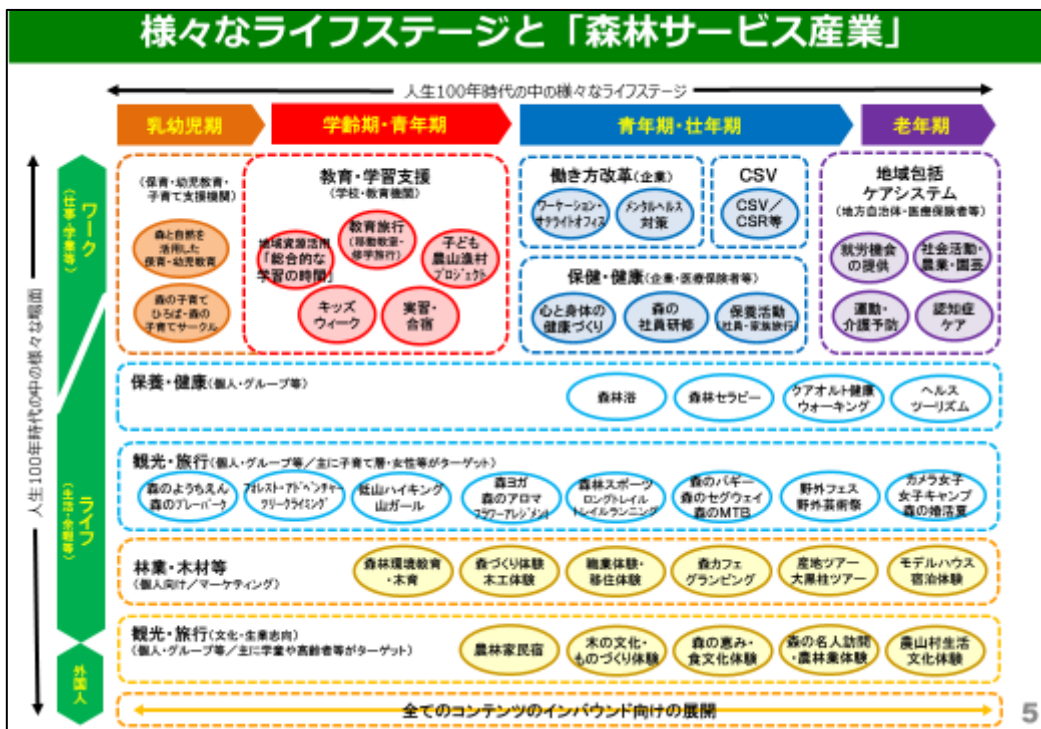 様々なライフステージと「森林サービス産業」
人生100年時代の中の様々なライフステージ
乳幼児期
学齢期・青年期
青年期・壮年期
老年期
人生100年時代の中の様々な場面
ワーク
(仕事・学業等)
ライフ
(生活・余暇等)
外国人
(保育・幼児教育・
子育て支援機関)
森と自然を
活用した
保育・幼児教育
森の子育て
ひろば・森の
子育てサークル
教育・学習支援
(学校・教育機関)
地域資源活用
「総合的な
学習の時間」
教育旅行
(移動教室・
修学旅行)
子ども
農山漁村
プロジェクト
キッズ
ウィーク
実習・
合宿
働き方改革(企業)
ワーケーション・
サテライトオフィス
メンタルヘルス
対策
CSV
CSV/
CSR等
保健・健康(企業・医療保険者等)
心と身体の
健康づくり
森の
社員研修
保養活動
(社員・家族旅行)
地域包括
ケアシステム
(地方自治体・医療保険者等)
就労機会
の提供
社会活動・
農業・園芸
運動・
介護予防
認知症
ケア
保養・健康(個人・グループ等)
森林浴
森林セラピー
クアオルト健康
ウォーキング
ヘルス
ツーリズム
観光・旅行(個人・グループ等/主に子育て層・女性等がターゲット)
森のようちえん
森のプレーパーク
フォレスト・アドベンチャー
ツリークライミング
低山ハイキング
山ガール
森ヨガ
森のアロマ
フラワーアレンジメント
森林スポーツ
ロングトレイル
トレイルランニング
森のバギー
森のセグウェイ
森のMTB
野外フェス
野外芸術祭
カメラ女子
女子キャンプ
森の婚活
林業・木材等
(個人向け/マーケティング)
森林環境教育
・木育
森づくり体験
木工体験
職業体験・
移住体験
森カフェ
グランピング
産地ツアー
大黒柱ツアー
モデルハウス
宿泊体験
観光・旅行(文化・生業志向)
(個人・グループ等/主に学童や高齢者等がターゲット)
農林家民宿
木の文化・
ものづくり体験
森の恵み・
食文化体験
森の名人訪問
・農林業体験
農山村生活
文化体験
全てのコンテンツのインバウンド向けの展開
5